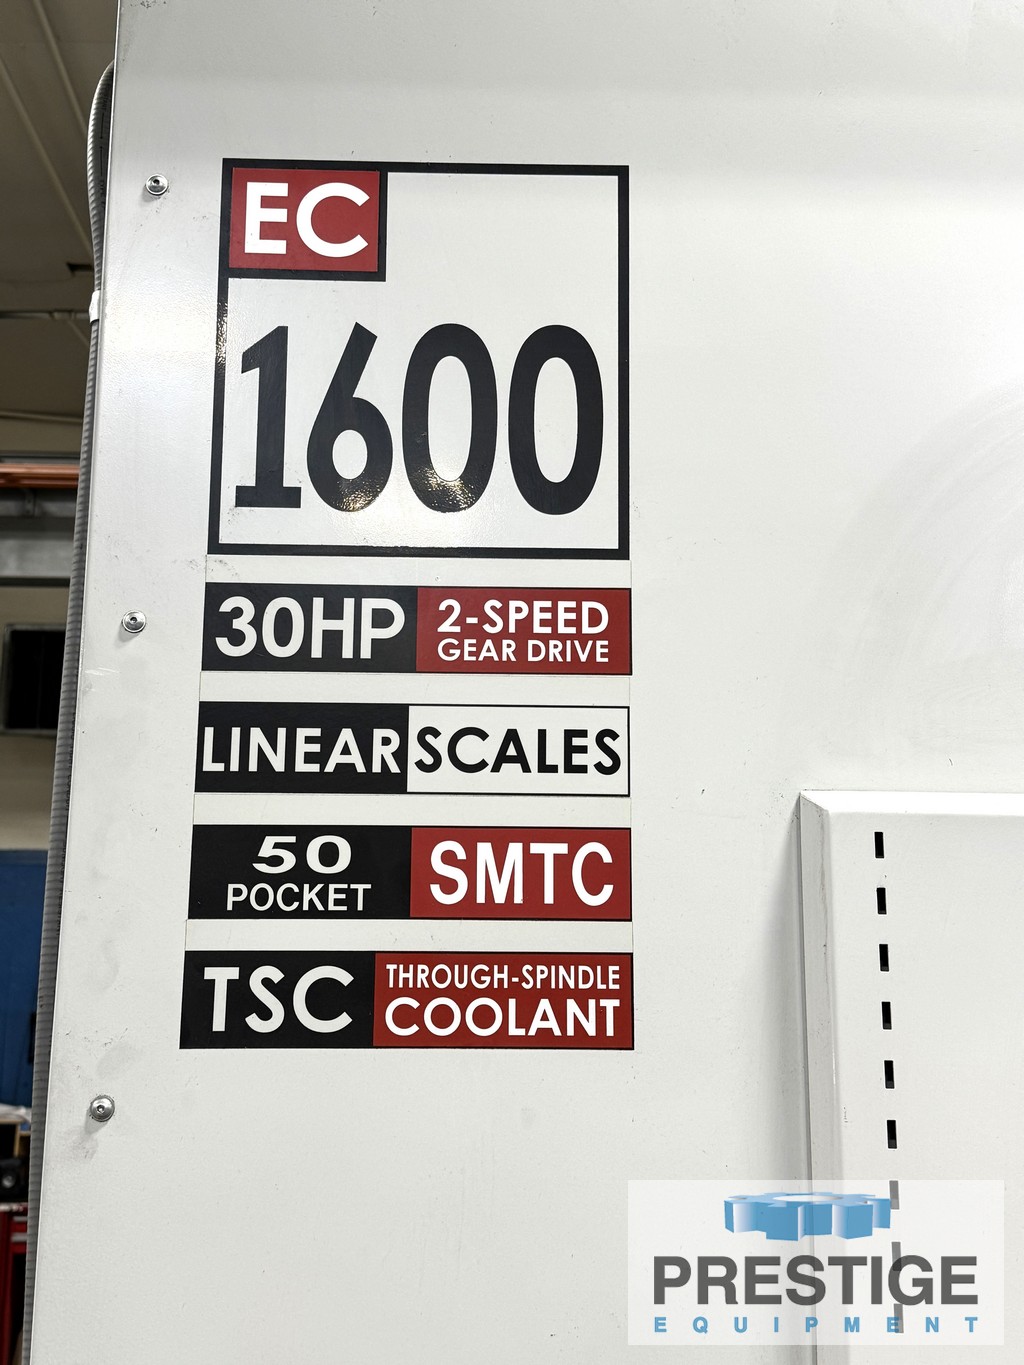 EC
1600
30HP 2-SPEED
GEAR DRIVE
LINEAR SCALES
50
POCKET SMTC
TSC THROUGH-SPINDLE
COOLANT
PRESTIGE
EQUIPMENT